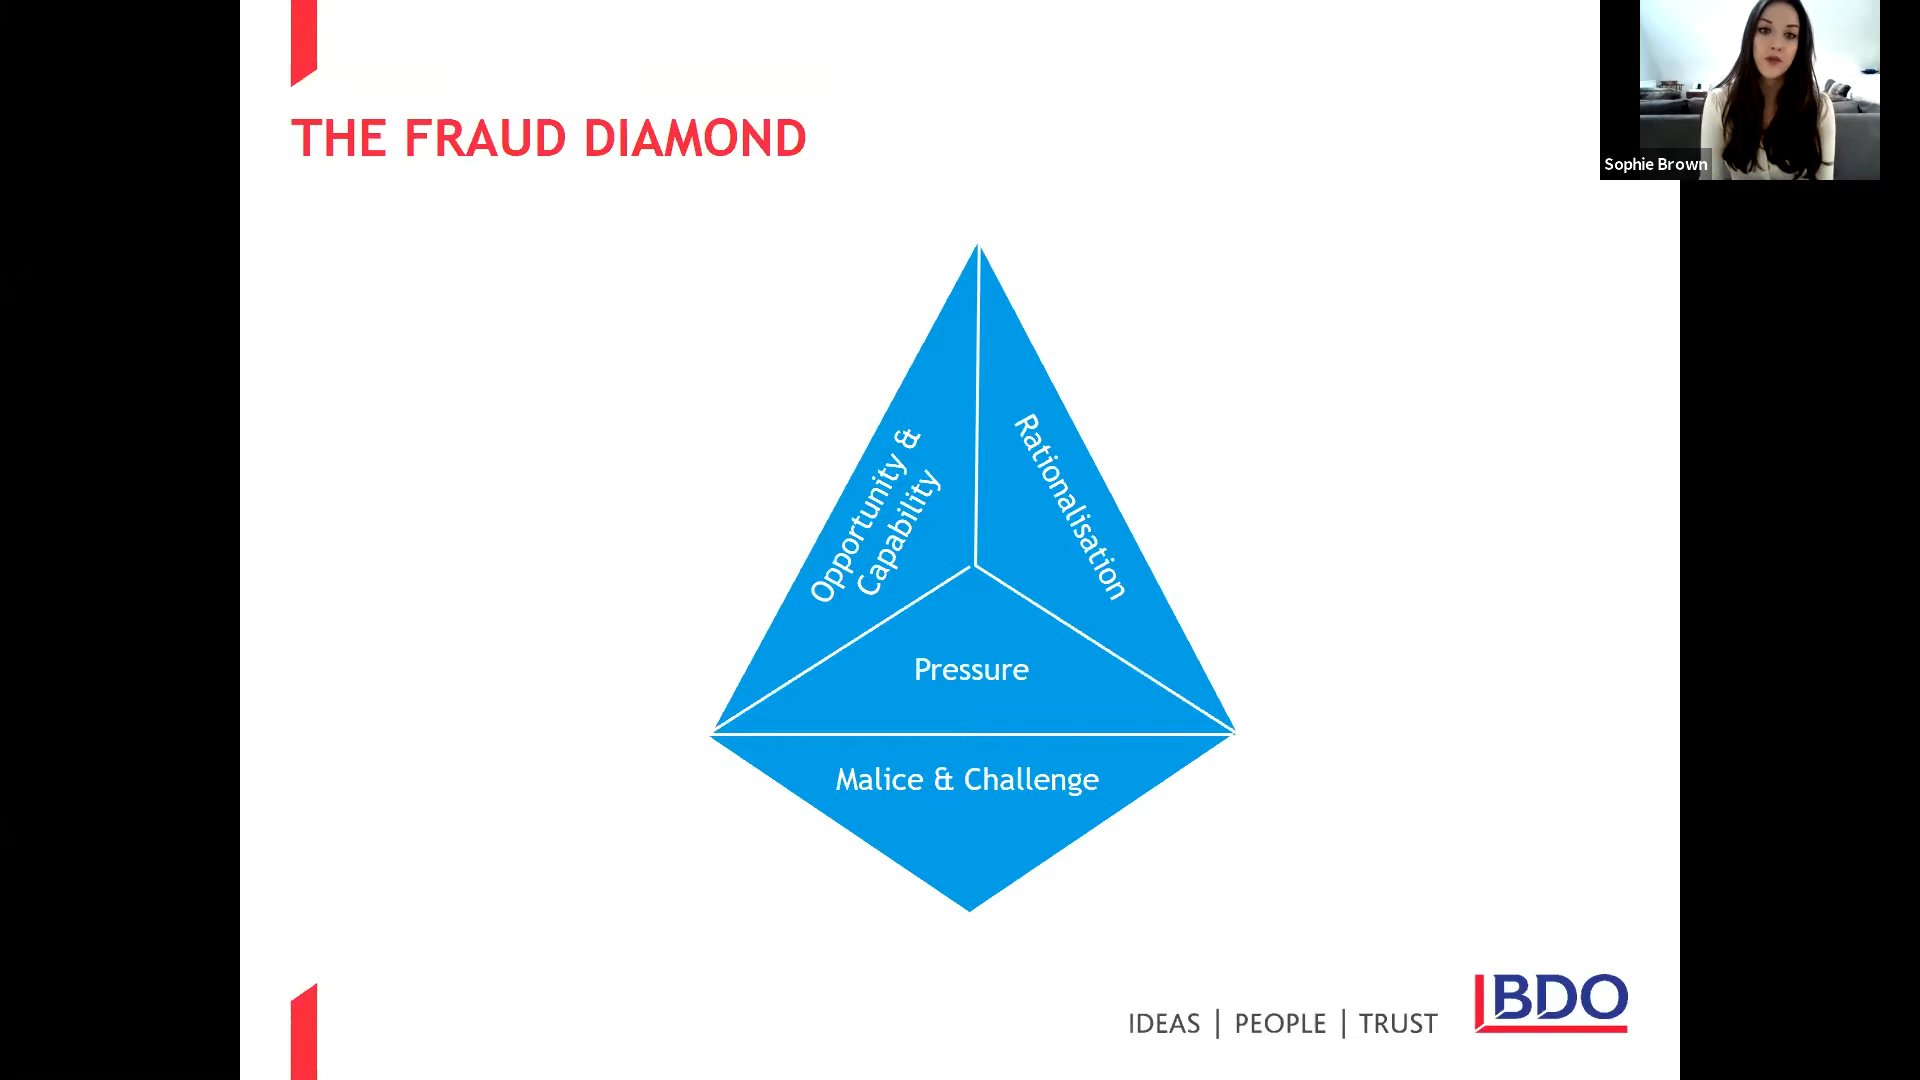 THE FRAUD DIAMOND
Sophie Brown
Opportunity &
Capability
Rationalisation
Pressure
Malice & Challenge
IDEAS | PEOPLE | TRUST
BDO